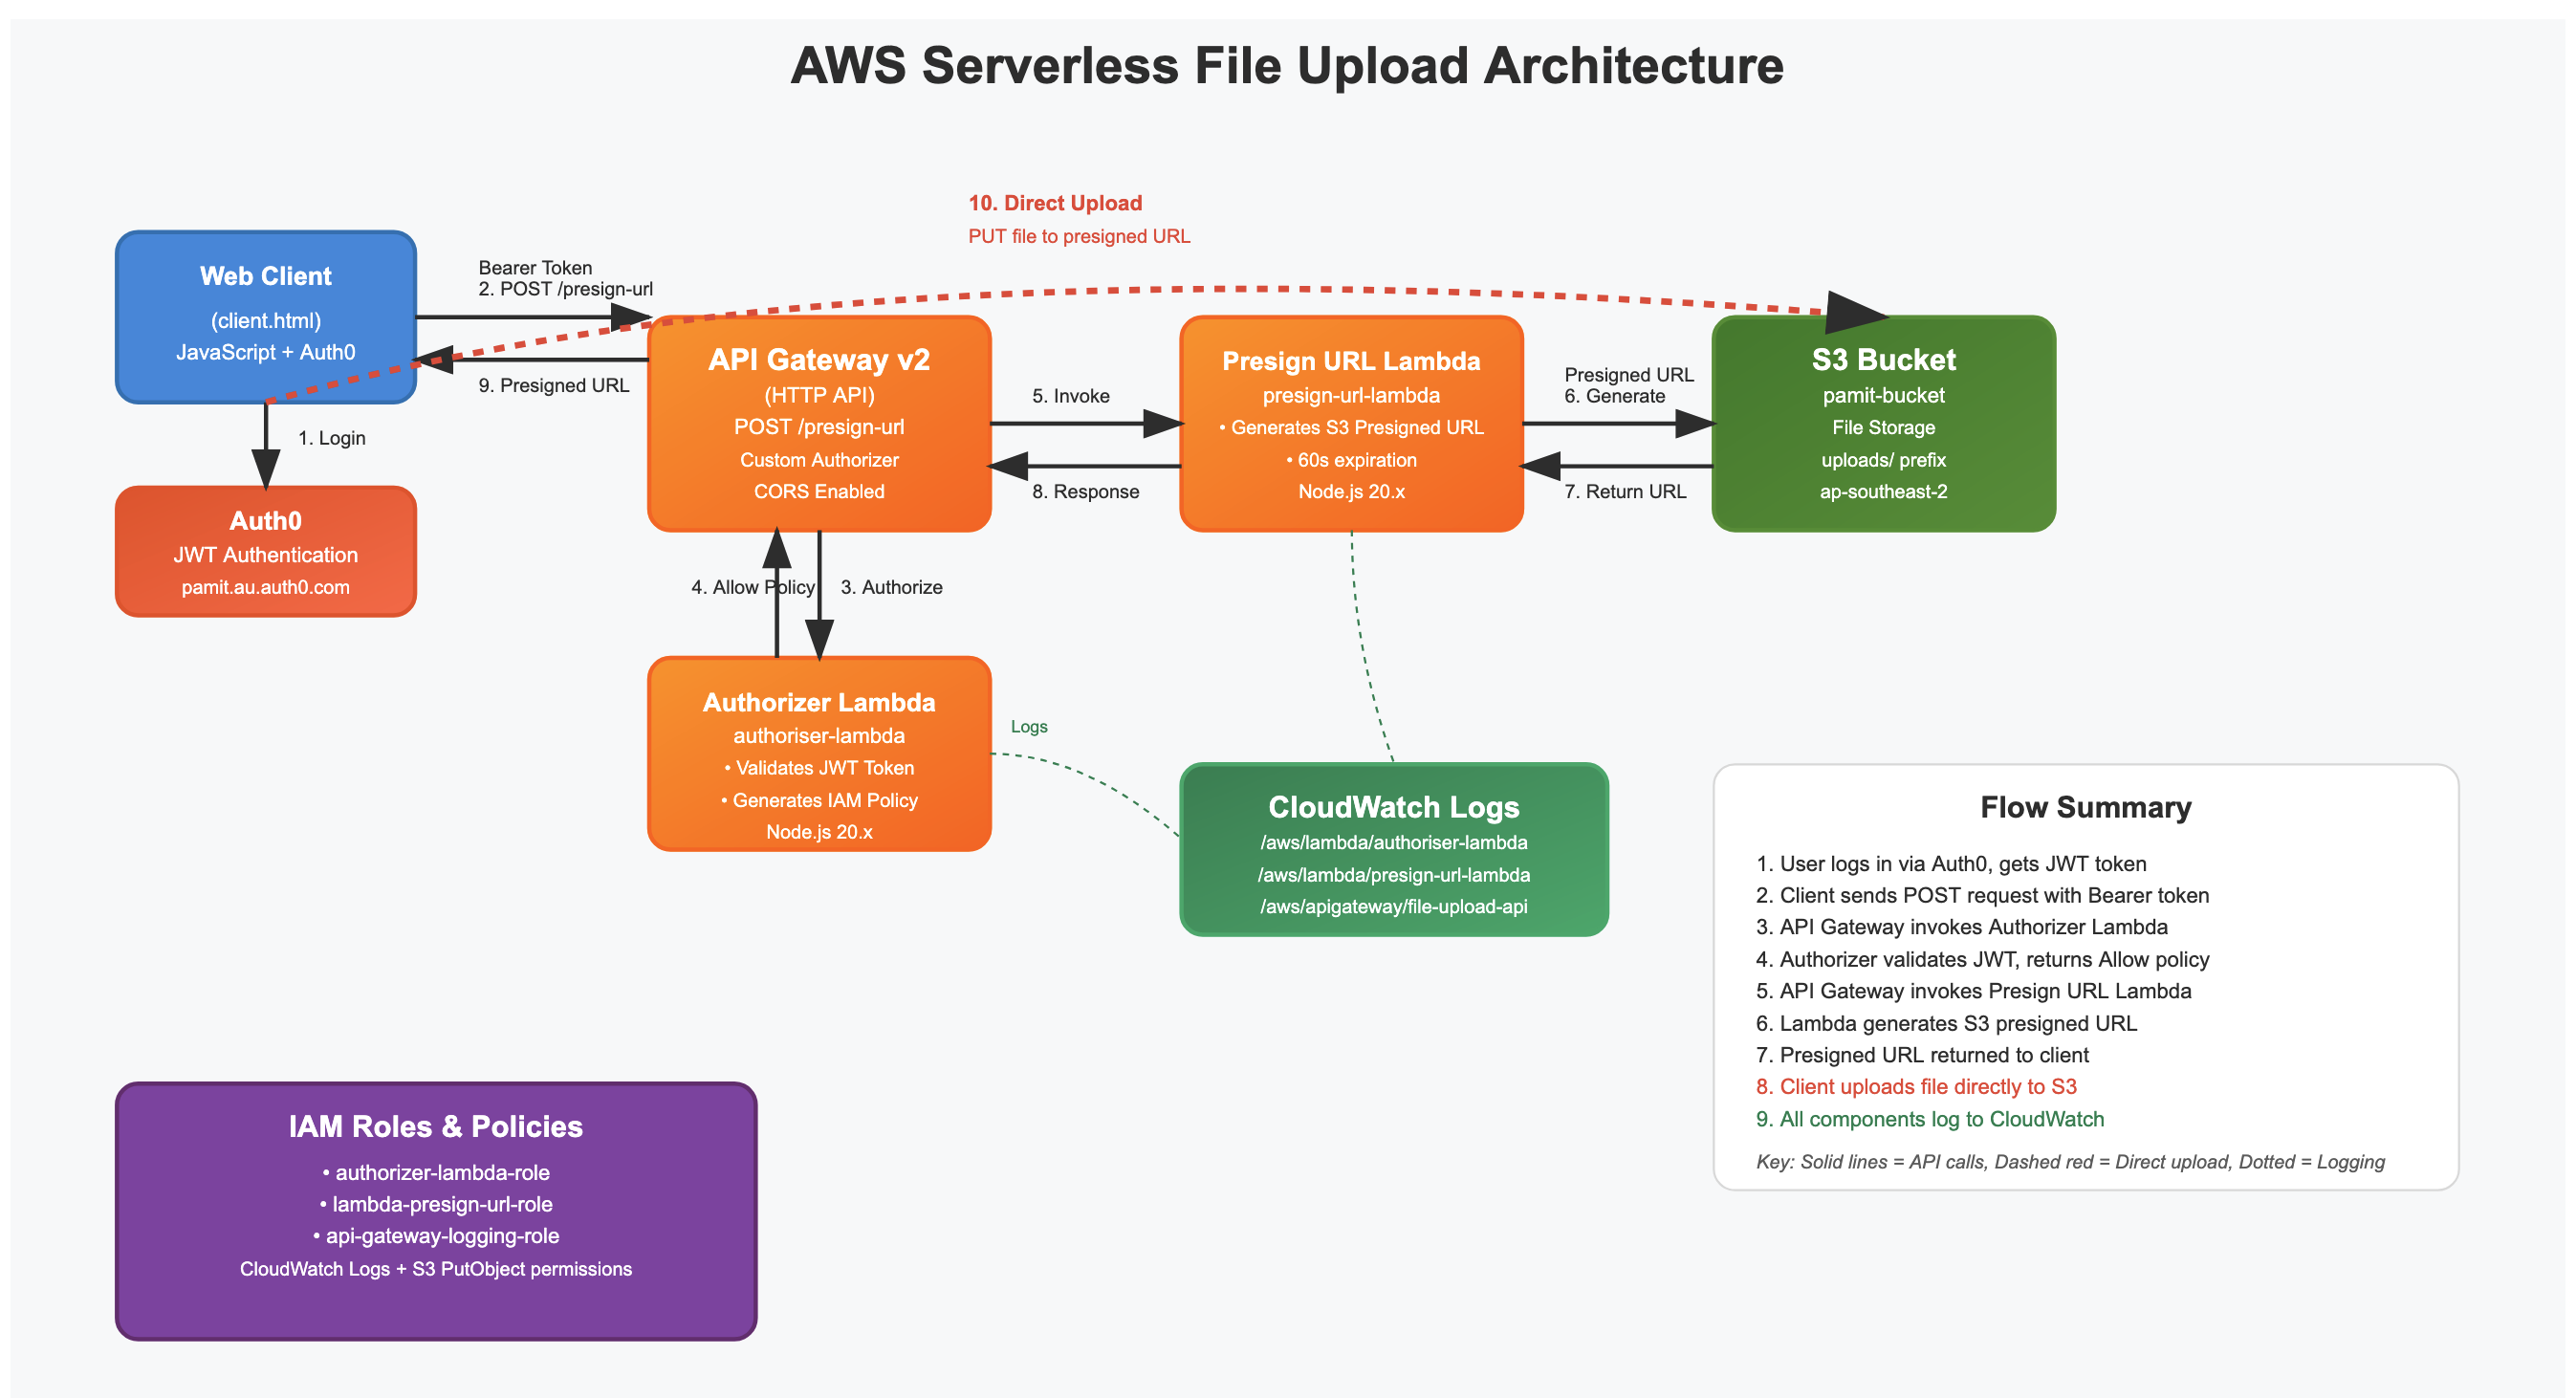 AWS Serverless File Upload Architecture
10. Direct Upload
PUT file to presigned URL
Web Client
(client.html)
JavaScript + Auth0
Bearer Token
2. POST /presign-url
9. Presigned URL
1. Login
Auth0
JWT Authentication
pamit.au.auth0.com
API Gateway v2
(HTTP API)
POST /presign-url
Custom Authorizer
CORS Enabled
5. Invoke
8. Response
Presign URL Lambda
presign-url-lambda
• Generates S3 Presigned URL
• 60s expiration
Node.js 20.x
Presigned URL
6. Generate
7. Return URL
S3 Bucket
pamit-bucket
File Storage
uploads/ prefix
ap-southeast-2
4. Allow Policy
3. Authorize
Authorizer Lambda
authoriser-lambda
• Validates JWT Token
• Generates IAM Policy
Node.js 20.x
Logs
CloudWatch Logs
/aws/lambda/authoriser-lambda
/aws/lambda/presign-url-lambda
/aws/apigateway/file-upload-api
Flow Summary
1. User logs in via Auth0, gets JWT token
2. Client sends POST request with Bearer token
3. API Gateway invokes Authorizer Lambda
4. Authorizer validates JWT, returns Allow policy
5. API Gateway invokes Presign URL Lambda
6. Lambda generates S3 presigned URL
7. Presigned URL returned to client
8. Client uploads file directly to S3
9. All components log to CloudWatch
Key: Solid lines = API calls, Dashed red = Direct upload, Dotted = Logging
IAM Roles & Policies
• authorizer-lambda-role
• lambda-presign-url-role
• api-gateway-logging-role
CloudWatch Logs + S3 PutObject permissions